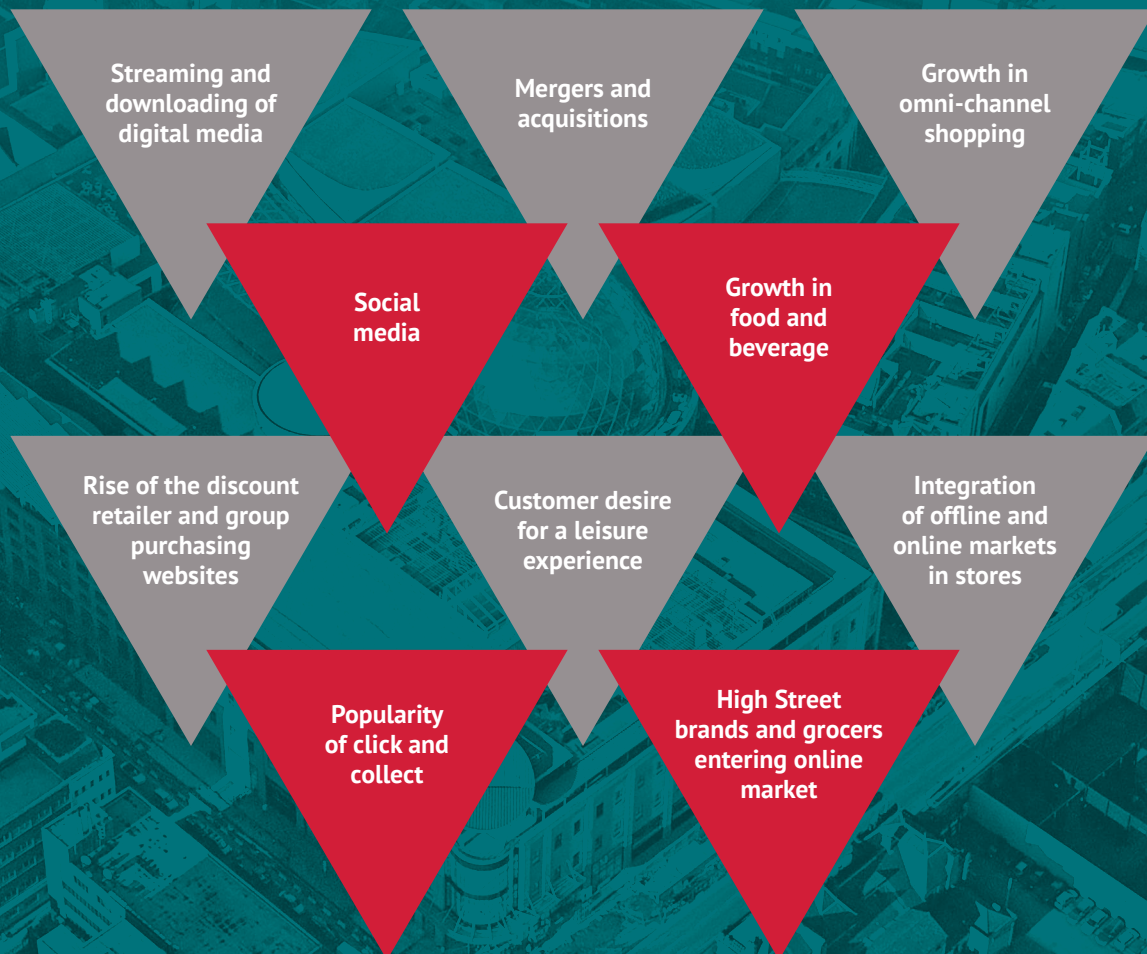 Streaming and
downloading of
digital media
Mergers and
acquisitions
Growth in
omni-channel
shopping
Social
media
Growth in
food and
beverage
Rise of the discount
retailer and group
purchasing
websites
Customer desire
for a leisure
experience
Integration
of offline and
online markets
in stores
Popularity
of click and
collect
High Street
brands and grocers
entering online
market